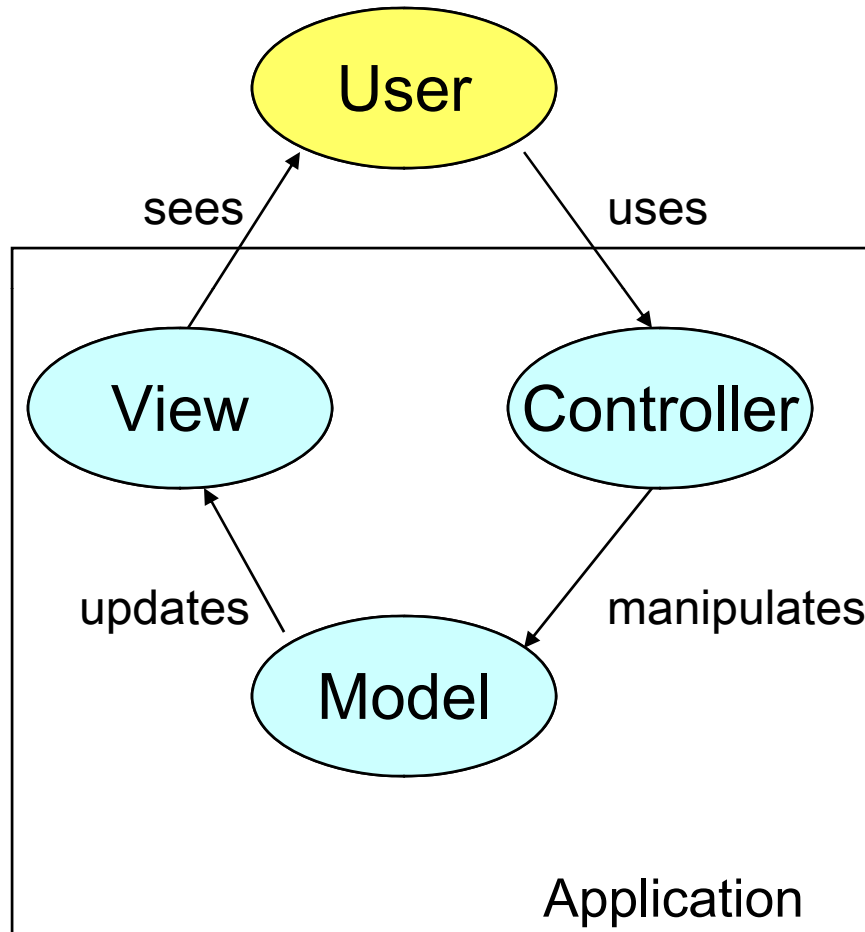 User
sees
uses
View
Controller
updates
manipulates
Model
Application